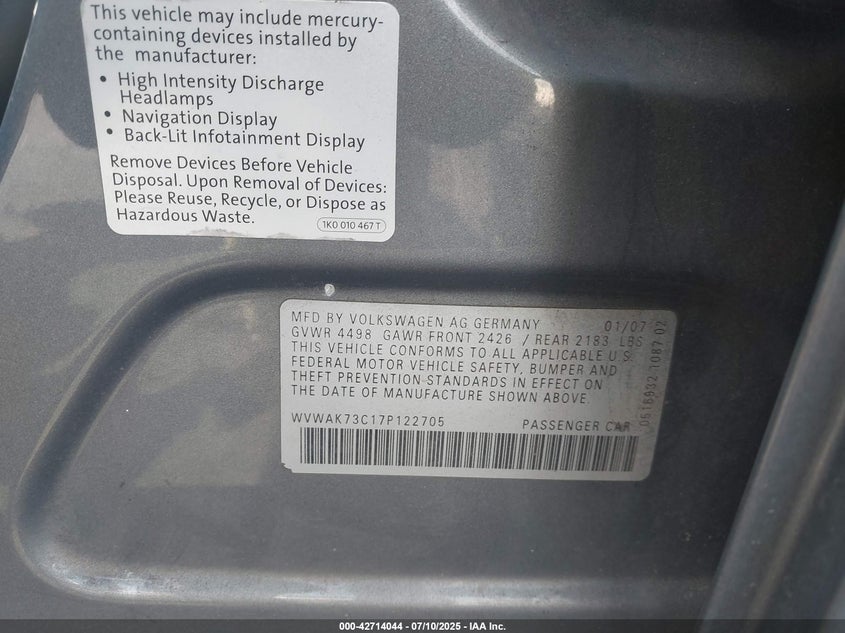 This vehicle may include mercury-
containing devices installed by
the manufacturer:
• High Intensity Discharge
Headlamps
• Navigation Display
• Back-Lit Infotainment Display
Remove Devices Before Vehicle
Disposal. Upon Removal of Devices:
Please Reuse, Recycle, or Dispose as
Hazardous Waste.
1K0 010 467 T
MFD BY VOLKSWAGEN AG GERMANY 01/07
GVWR 4498 GAWR FRONT 2426 / REAR 2183 LBS
THIS VEHICLE CONFORMS TO ALL APPLICABLE U.S.
FEDERAL MOTOR VEHICLE SAFETY, BUMPER AND
THEFT PREVENTION STANDARDS IN EFFECT ON
THE DATE OF MANUFACTURE SHOWN ABOVE.
WVWAK73C17P122705 PASSENGER CAR
1087 02
000-42714044 - 07/10/2025 - IAA Inc.